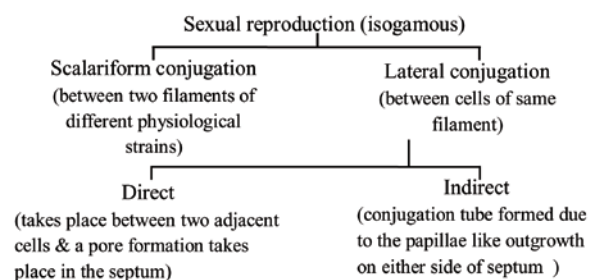 Sexual reproduction (isogamous)
Scalariform conjugation
(between two filaments of
different physiological
strains)
Lateral conjugation
(between cells of same
filament)
Direct
(takes place between two adjacent
cells & a pore formation takes
place in the septum)
Indirect
(conjugation tube formed due
to the papillae like outgrowth
on either side of septum )